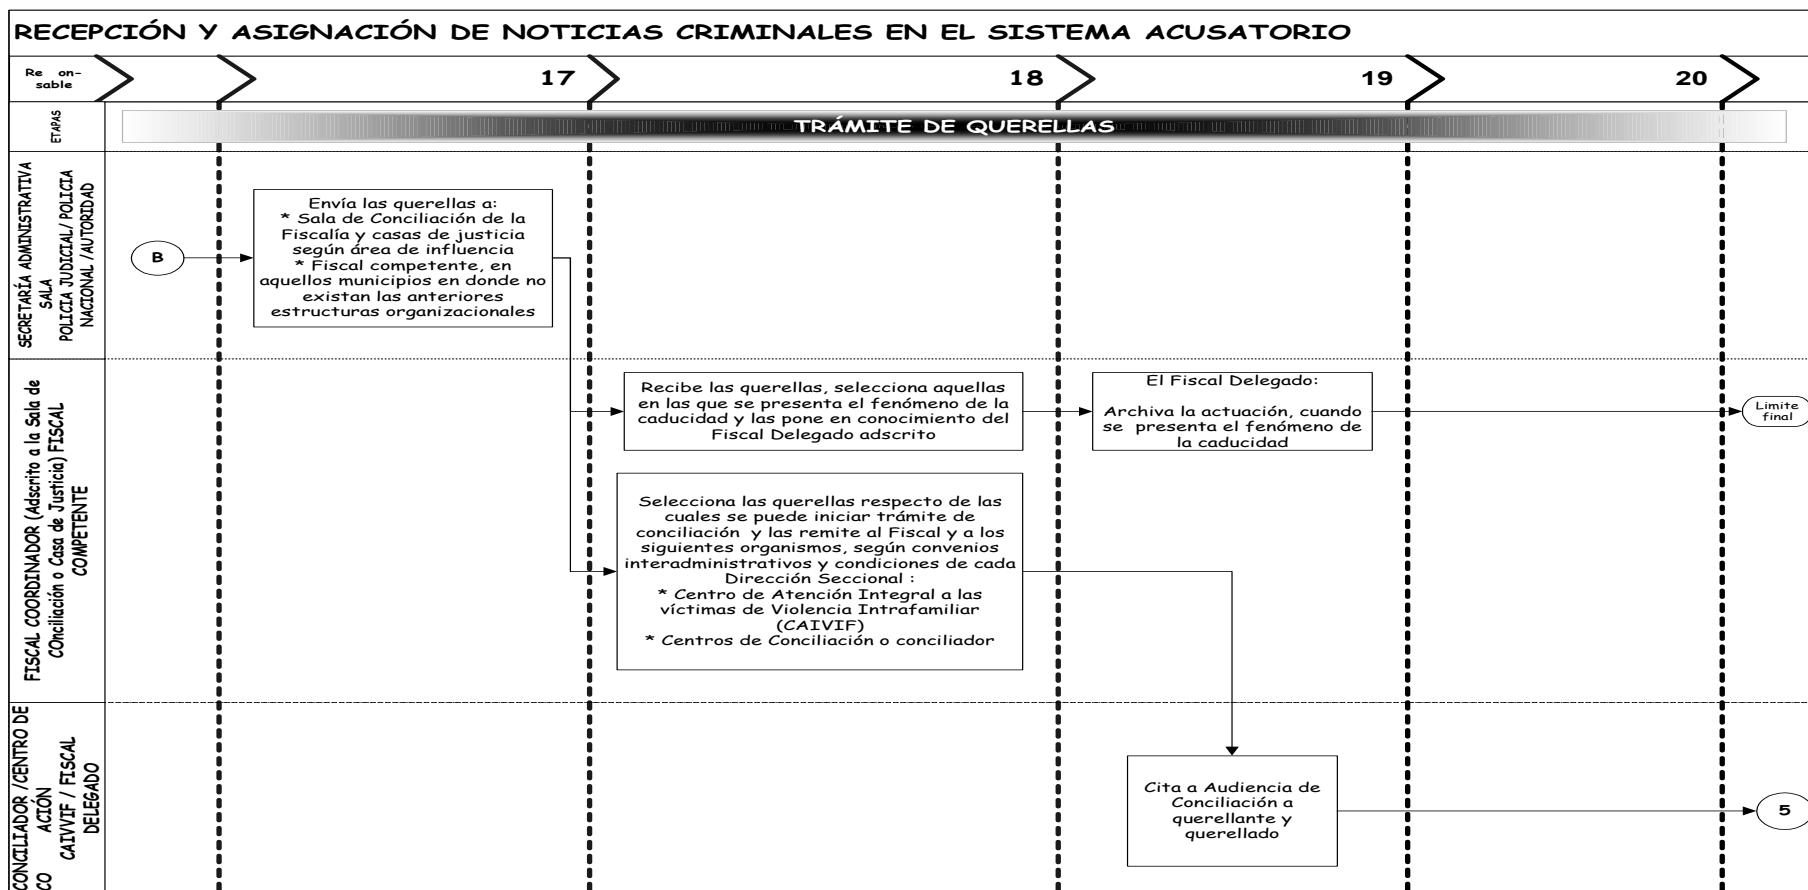 RECEPCIÓN Y ASIGNACIÓN DE NOTICIAS CRIMINALES EN EL SISTEMA ACUSATORIO
Re on-
sable
17
18
19
20
ETAPAS
TRÁMITE DE QUERELLAS
SECRETARÍA ADMINISTRATIVA
SALA
POLICIA JUDICIAL/ POLICIA
NACIONAL /AUTORIDAD
B
Envía las querellas a:
* Sala de Conciliación de la
Fiscalía y casas de justicia
según área de influencia
* Fiscal competente, en
aquellos municipios en donde no
existan las anteriores
estructuras organizacionales
FISCAL COORDINADOR (Adscrito a la Sala de
COnciliación o Casa de Justicia) FISCAL
COMPETENTE
Recibe las querellas, selecciona aquellas
en las que se presenta el fenómeno de la
caducidad y las pone en conocimiento del
Fiscal Delegado adscrito
El Fiscal Delegado:
Archiva la actuación, cuando
se presenta el fenómeno de
la caducidad
Limite
final
Selecciona las querellas respecto de las
cuales se puede iniciar trámite de
conciliación y las remite al Fiscal y a los
siguientes organismos, según convenios
interadministrativos y condiciones de cada
Dirección Seccional :
* Centro de Atención Integral a las
víctimas de Violencia Intrafamiliar
(CAIVIF)
* Centros de Conciliación o conciliador
CONCILIADOR /CENTRO DE
CO ACIÓN
CAIVVIF / FISCAL
DELEGADO
Cita a Audiencia de
Conciliación a
querellante y
querellado
5